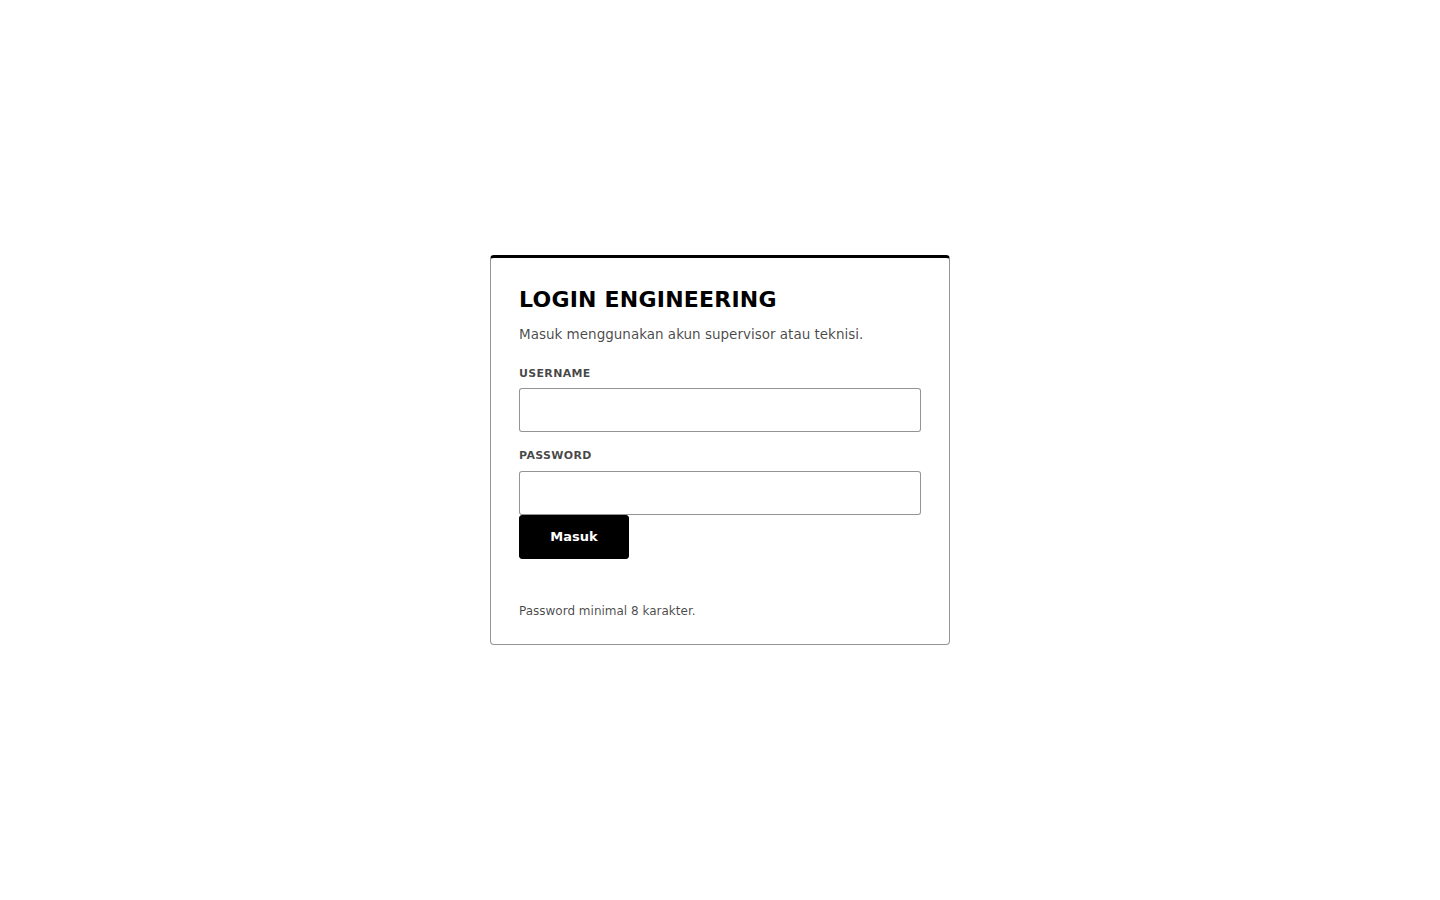 LOGIN ENGINEERING
Masuk menggunakan akun supervisor atau teknisi.
USERNAME
PASSWORD
Masuk
Password minimal 8 karakter.